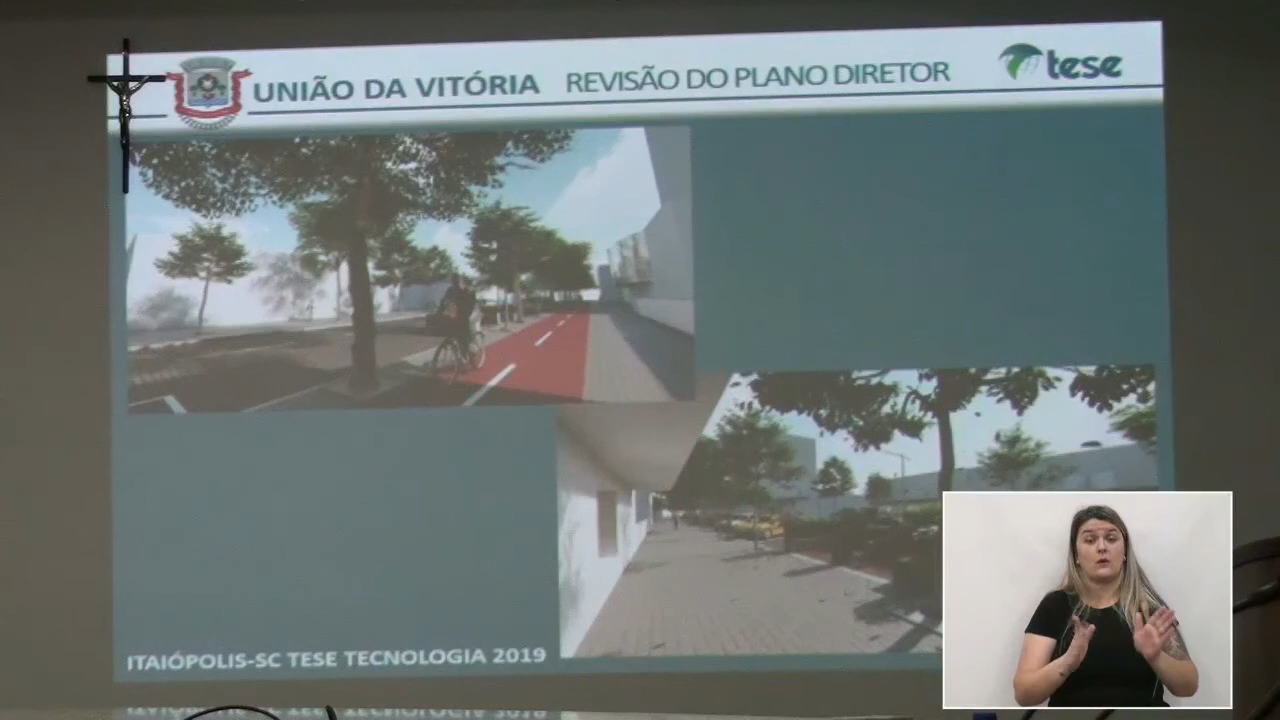 UNIÃO DA VITÓRIA REVISÃO DO PLANO DIRETOR tese
ITAIÓPOLIS-SC TESE TECNOLOGIA 2019